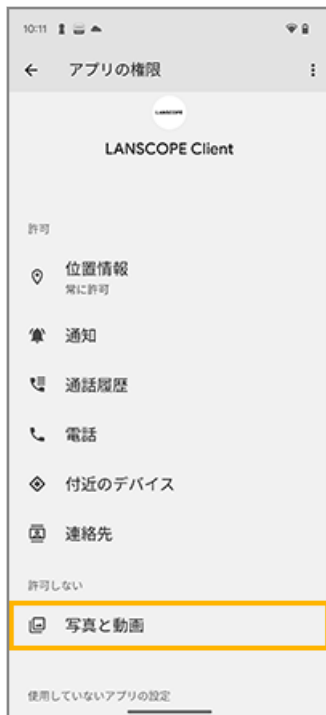 10:11
アプリの権限
LANSCOPE
LANSCOPE Client
許可
位置情報
常に許可
通知
通話履歴
電話
付近のデバイス
連絡先
許可しない
写真と動画
使用していないアプリの設定